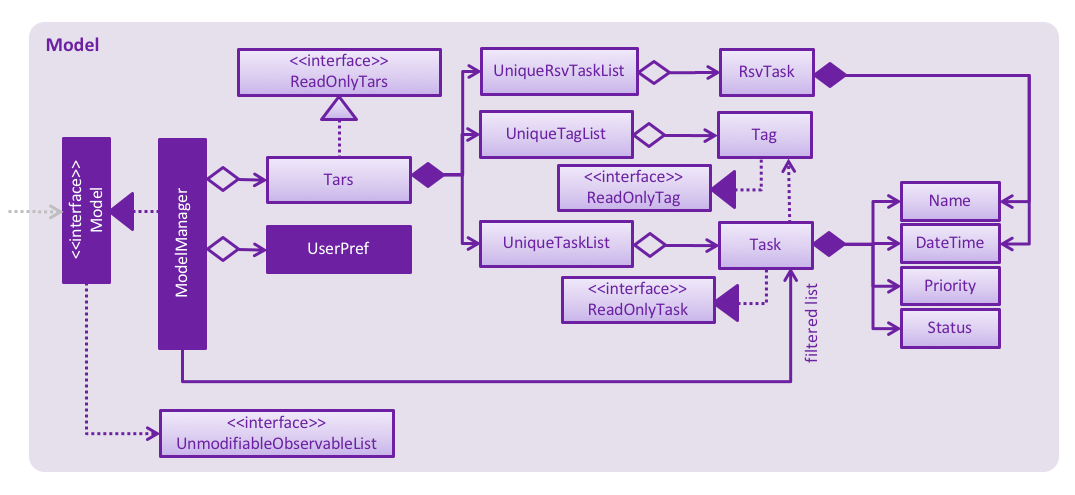 Model
<<interface>>
ReadOnlyTars
UniqueRsvTaskList
RsvTask
UniqueTagList
Tag
<<interface>>
Model
ModelManager
Tars
<<interface>>
ReadOnlyTag
Name
UserPref
UniqueTaskList
Task
DateTime
<<interface>>
ReadOnlyTask
filtered list
Priority
Status
<<interface>>
UnmodifiableObservableList